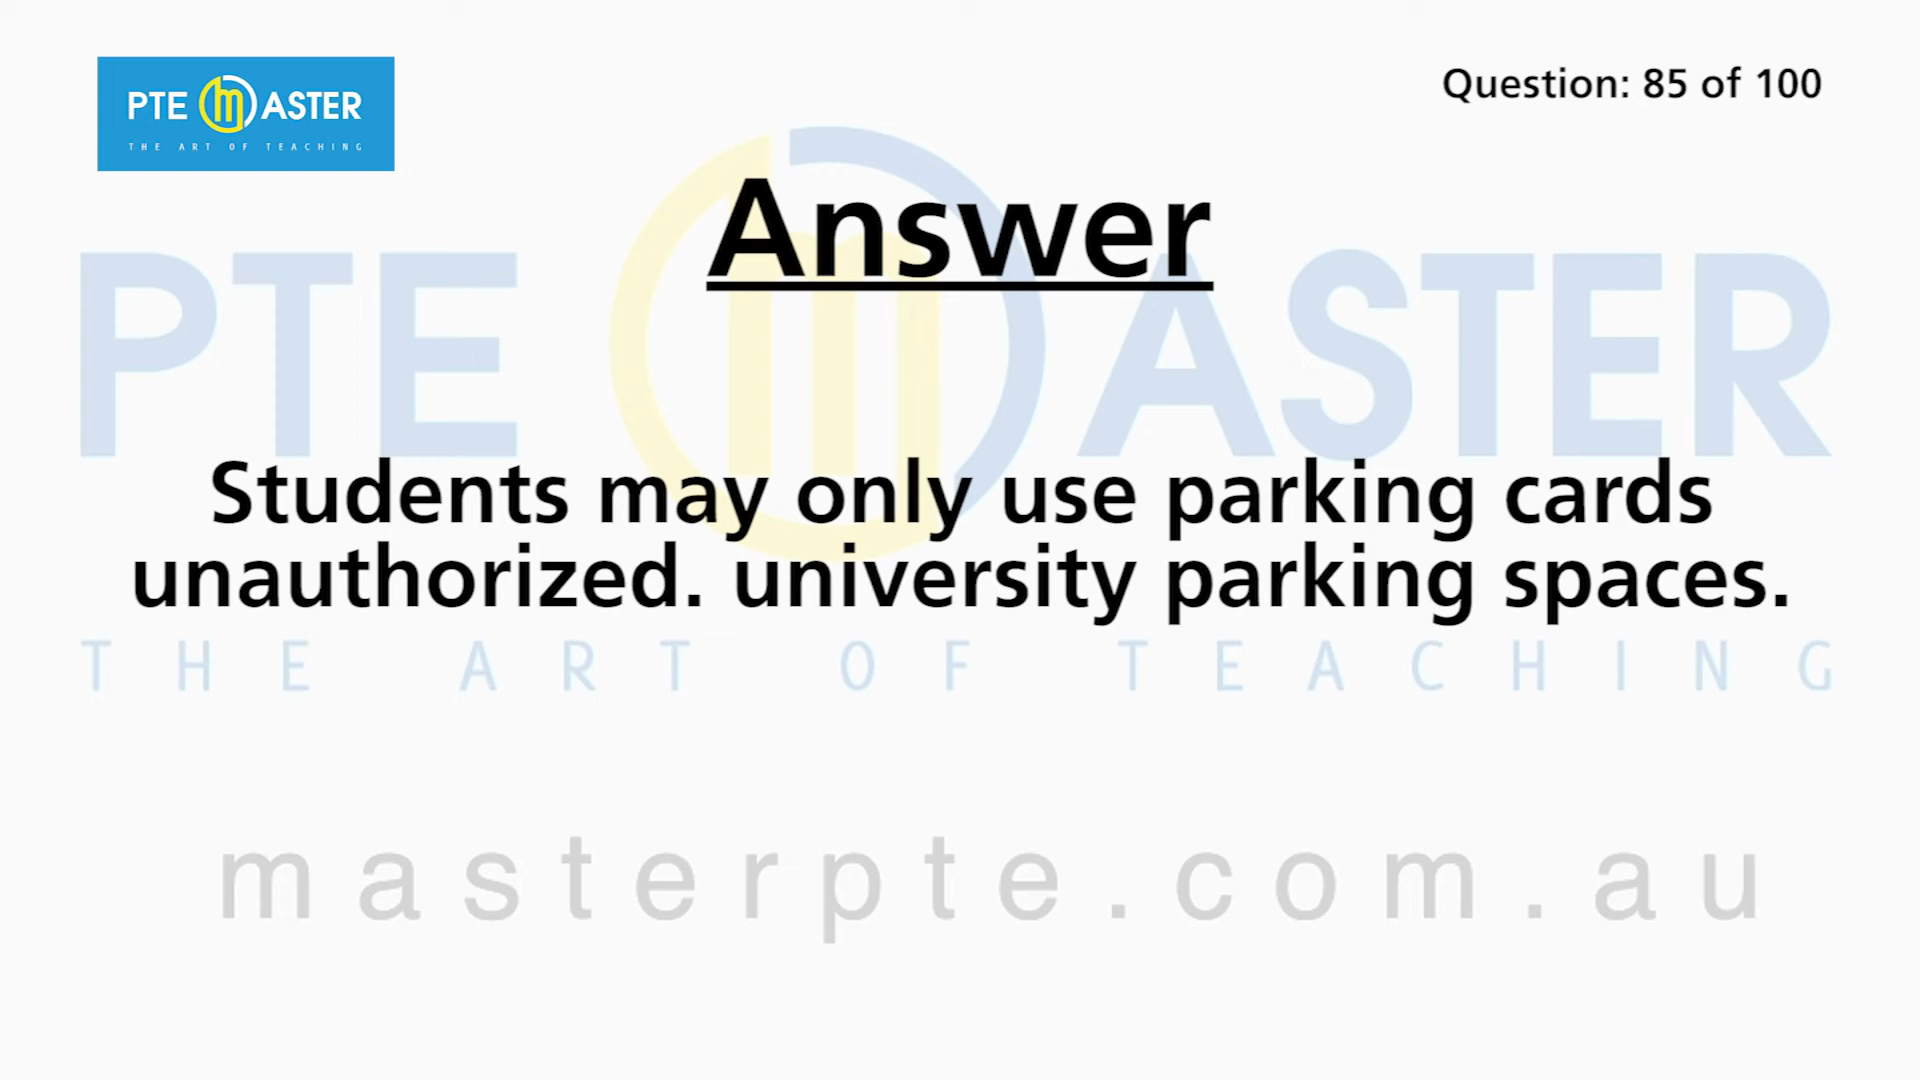 PTE MASTER
THE ART OF TEACHING
Question: 85 of 100
Answer
PTE MASTER
Students may only use parking cards
unauthorized. university parking spaces.
THE ART OF TEACHING
masterpte.com.au